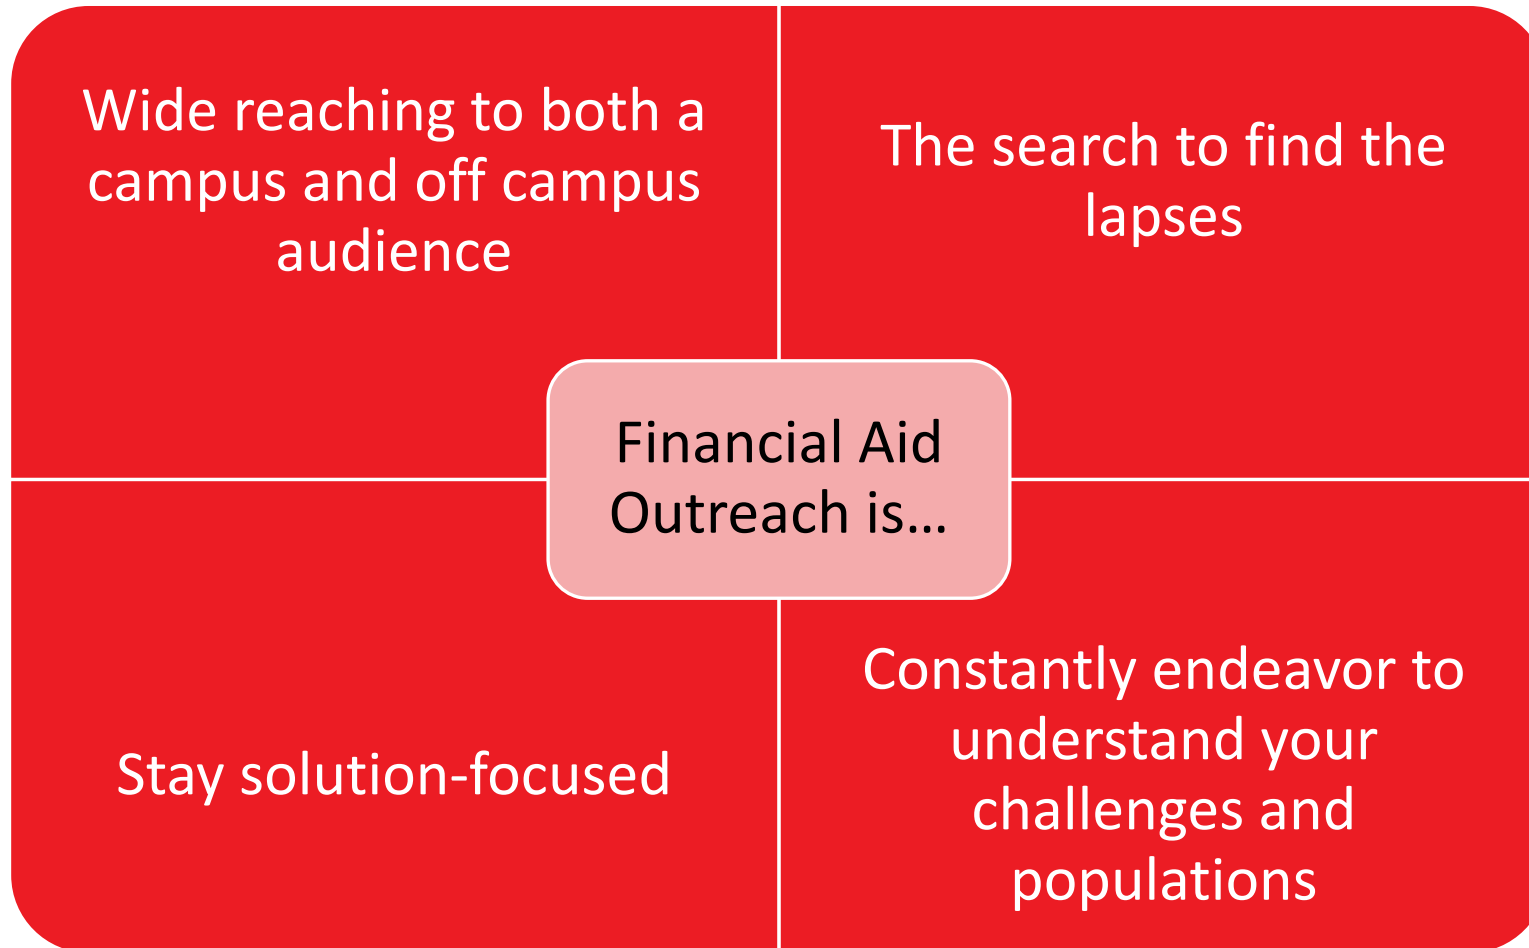 Wide reaching to both a
campus and off campus
audience
The search to find the
lapses
Financial Aid
Outreach is…
Stay solution-focused
Constantly endeavor to
understand your
challenges and
populations